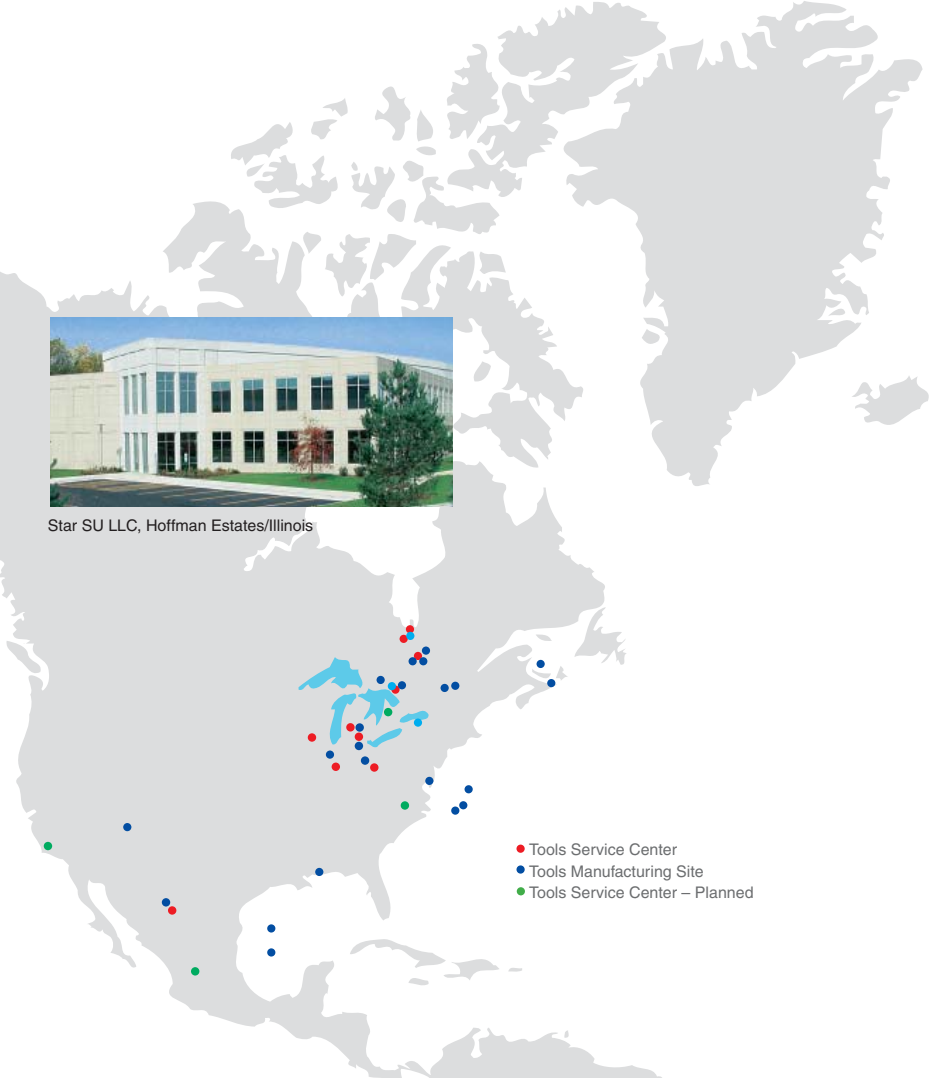 Star SU LLC, Hoffman Estates/Illinois
Tools Service Center
Tools Manufacturing Site
Tools Service Center – Planned